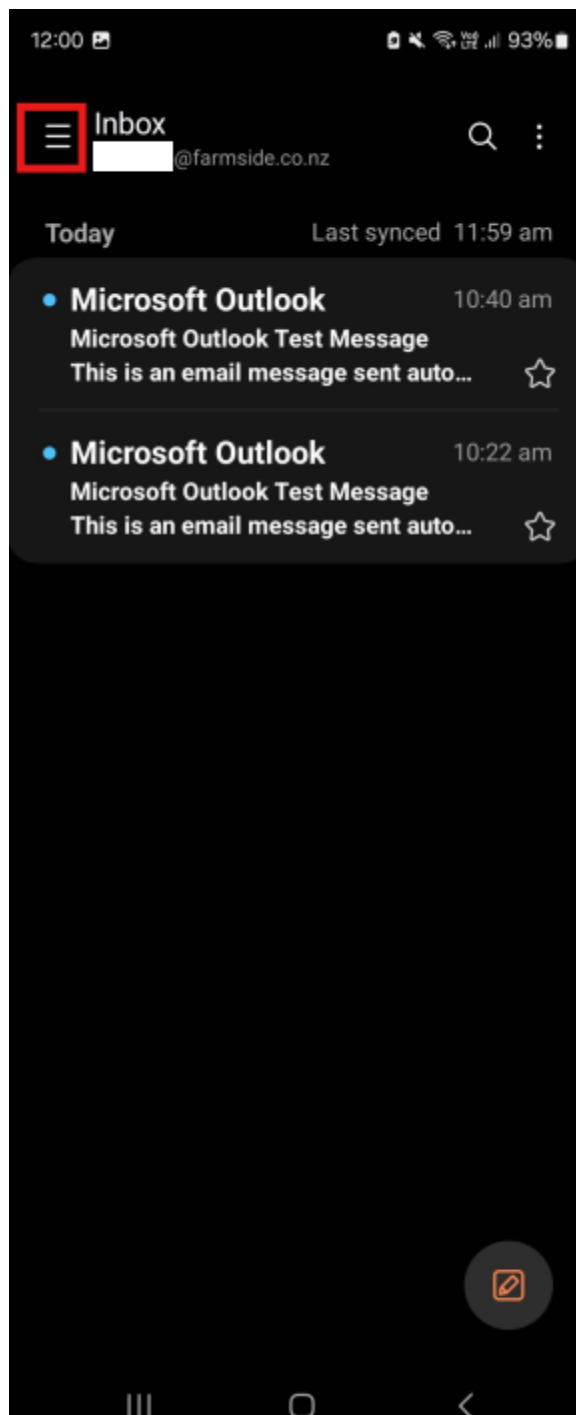 12:00 93%
Inbox
@farmside.co.nz
Today Last synced 11:59 am
Microsoft Outlook 10:40 am
Microsoft Outlook Test Message
This is an email message sent auto...
Microsoft Outlook 10:22 am
Microsoft Outlook Test Message
This is an email message sent auto...